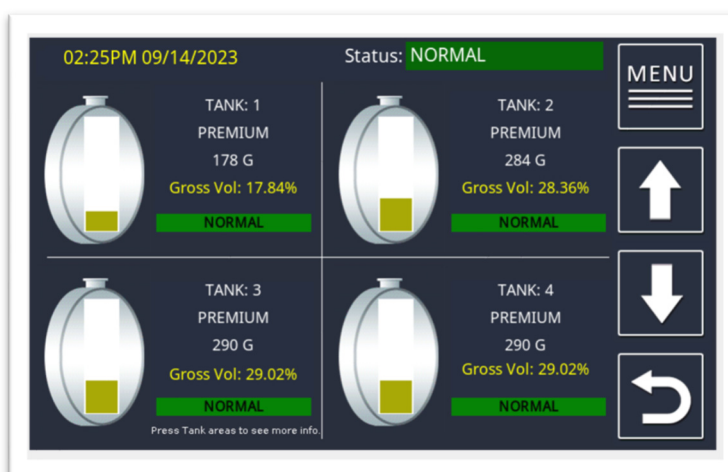 02:25PM 09/14/2023
Status: NORMAL
MENU
TANK: 1
PREMIUM
178 G
Gross Vol: 17.84%
NORMAL
TANK: 2
PREMIUM
284 G
Gross Vol: 28.36%
NORMAL
TANK: 3
PREMIUM
290 G
Gross Vol: 29.02%
NORMAL
Press Tank areas to see more info.
TANK: 4
PREMIUM
290 G
Gross Vol: 29.02%
NORMAL